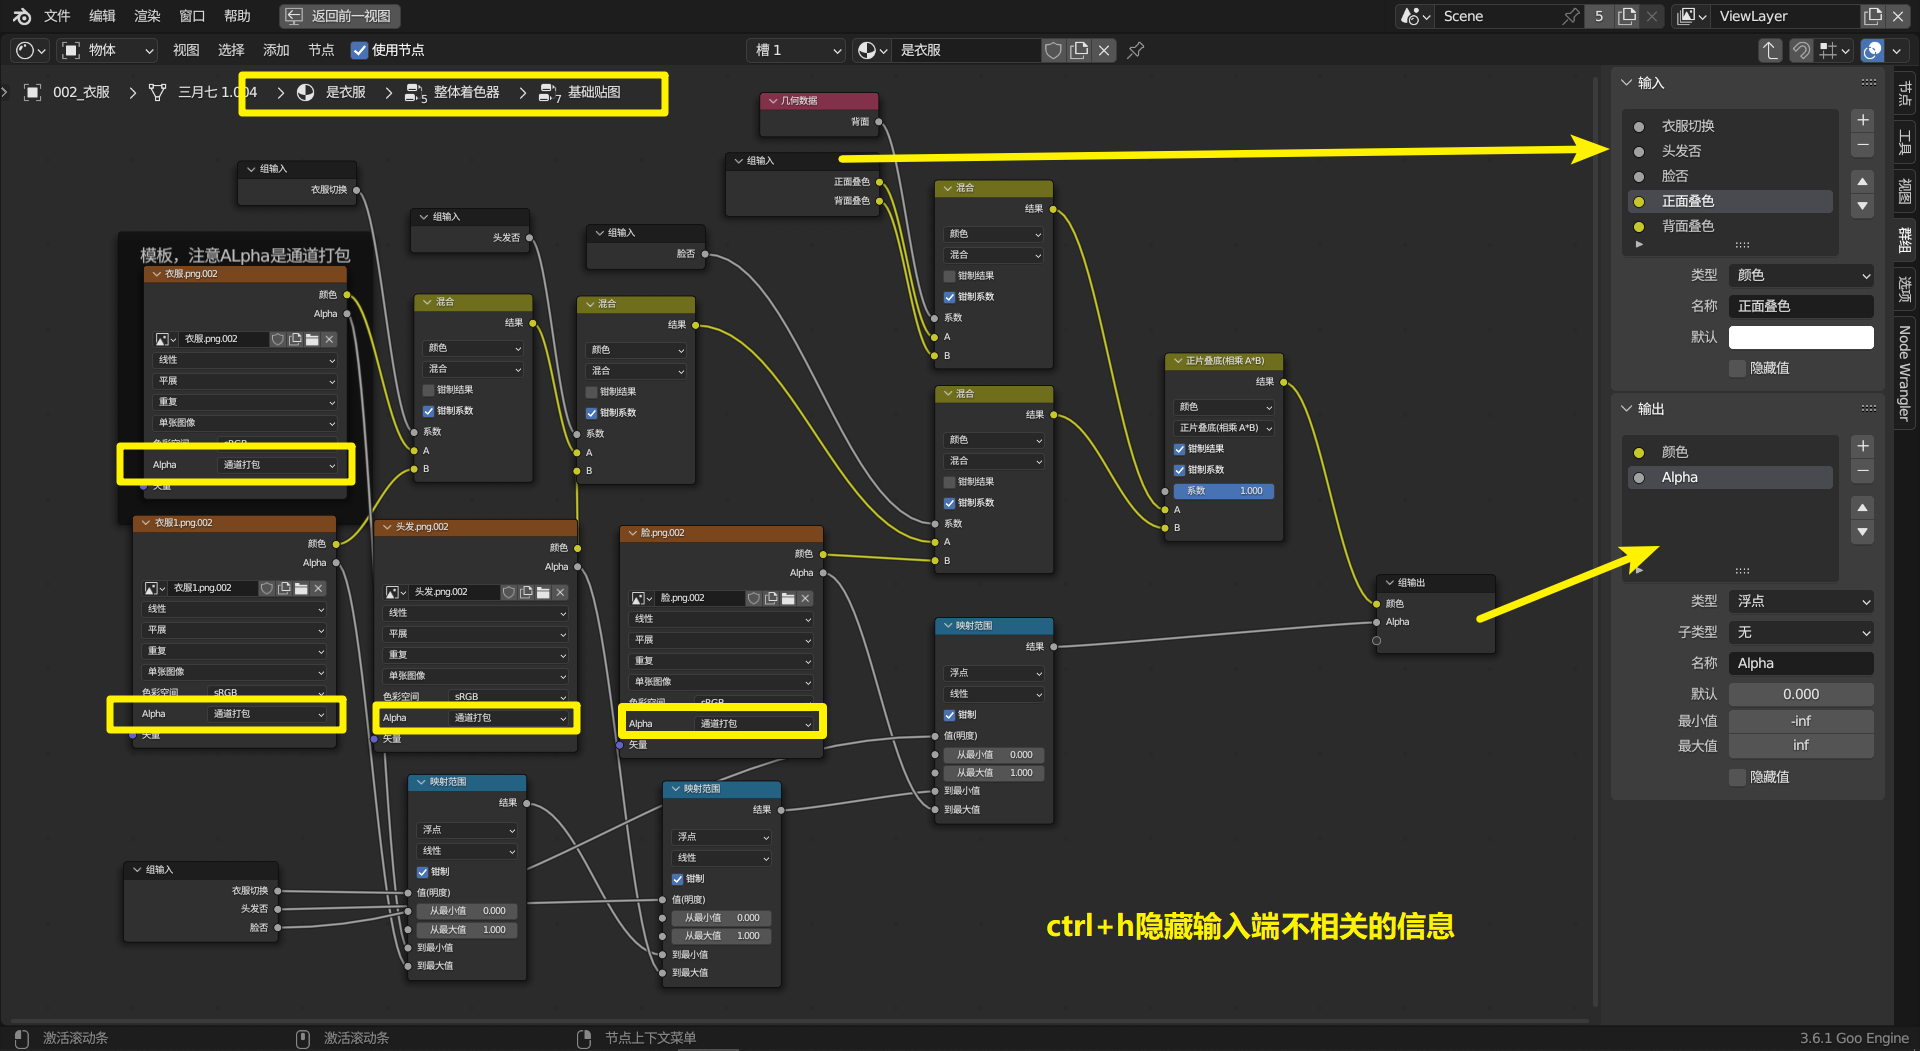 文件 编辑 渲染 窗口 帮助 返回前一视图 Scene 5 ViewLayer
物体 视图 选择 添加 节点 使用节点 槽 1 是衣服
002_衣服 三月七 1.004 是衣服 5 整体着色器 7 基础贴图
几何数据
背面
组输入
正面叠色
背面叠色
组输入
衣服切换
组输入
头发否
组输入
脸否
模板，注意ALpha是通道打包
衣服.png.002
颜色
Alpha
衣服.png.002
线性
平展
重复
单张图像
色彩空间 sRGB
Alpha 通道打包
矢量
混合
结果
颜色
混合
钳制结果
钳制系数
系数
A
B
混合
结果
颜色
混合
钳制结果
钳制系数
系数
A
B
混合
结果
颜色
混合
钳制结果
钳制系数
系数
A
B
混合
结果
颜色
混合
钳制结果
钳制系数
系数
A
B
正片叠底(相乘 A*B)
结果
颜色
正片叠底(相乘 A*B)
钳制结果
钳制系数
系数 1.000
A
B
衣服1.png.002
颜色
Alpha
衣服1.png.002
线性
平展
重复
单张图像
色彩空间 sRGB
Alpha 通道打包
矢量
头发.png.002
颜色
Alpha
头发.png.002
线性
平展
重复
单张图像
色彩空间 sRGB
Alpha 通道打包
矢量
脸.png.002
颜色
Alpha
脸.png.002
线性
平展
重复
单张图像
色彩空间 sRGB
Alpha 通道打包
矢量
映射范围
结果
浮点
线性
钳制
值(明度)
从最小值 0.000
从最大值 1.000
到最小值
到最大值
组输出
颜色
Alpha
映射范围
结果
浮点
线性
钳制
值(明度)
从最小值 0.000
从最大值 1.000
到最小值
到最大值
映射范围
结果
浮点
线性
钳制
值(明度)
从最小值 0.000
从最大值 1.000
到最小值
到最大值
组输入
衣服切换
头发否
脸否
ctrl+h隐藏输入端不相关的信息
输入
衣服切换
头发否
脸否
正面叠色
背面叠色
类型 颜色
名称 正面叠色
默认
隐藏值
输出
颜色
Alpha
类型 浮点
子类型 无
名称 Alpha
默认 0.000
最小值 -inf
最大值 inf
隐藏值
节点
工具
视图
群组
选项
Node Wrangler
激活滚动条 激活滚动条 节点上下文菜单 3.6.1 Goo Engine